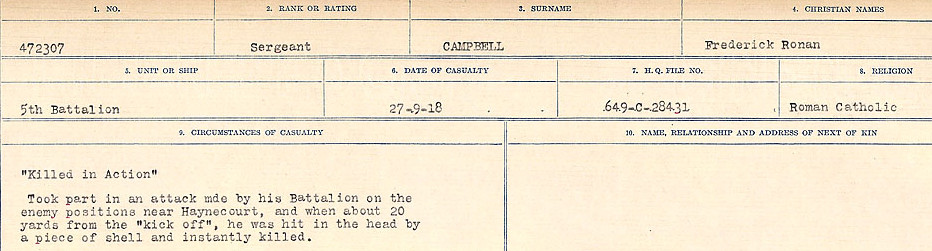 1. NO. 2. RANK OR RATING 3. SURNAME 4. CHRISTIAN NAMES
472307 Sergeant CAMPBELL Frederick Ronan
5. UNIT OR SHIP 6. DATE OF CASUALTY 7. H.Q. FILE NO. 8. RELIGION
5th Battalion 27-9-18 649-C-28431 Roman Catholic
9. CIRCUMSTANCES OF CASUALTY 10. NAME, RELATIONSHIP AND ADDRESS OF NEXT OF KIN
"Killed in Action"
Took part in an attack mde by his Battalion on the
enemy positions near Haynecourt, and when about 20
yards from the "kick off", he was hit in the head by
a piece of shell and instantly killed.